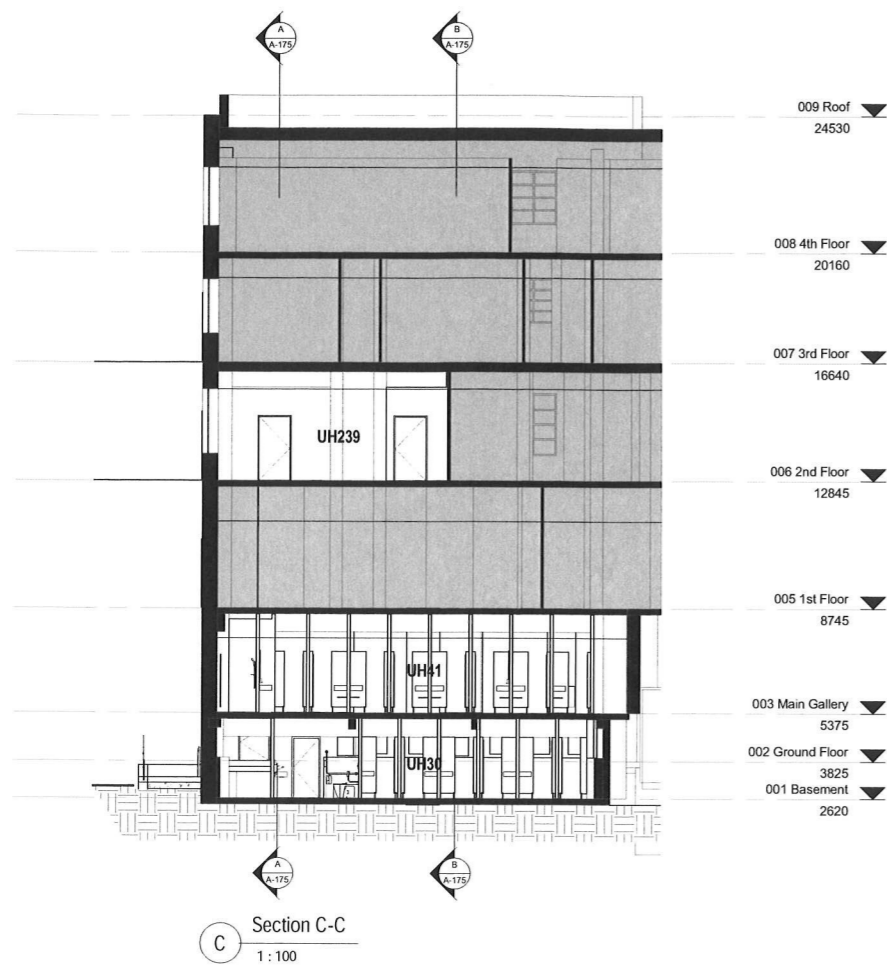 A
A-175
B
A-175
009 Roof
24530
008 4th Floor
20160
007 3rd Floor
16640
UH239
006 2nd Floor
12845
005 1st Floor
8745
UH41
003 Main Gallery
5375
002 Ground Floor
3825
UH30
001 Basement
2620
A
A-175
B
A-175
C
Section C-C
1 : 100